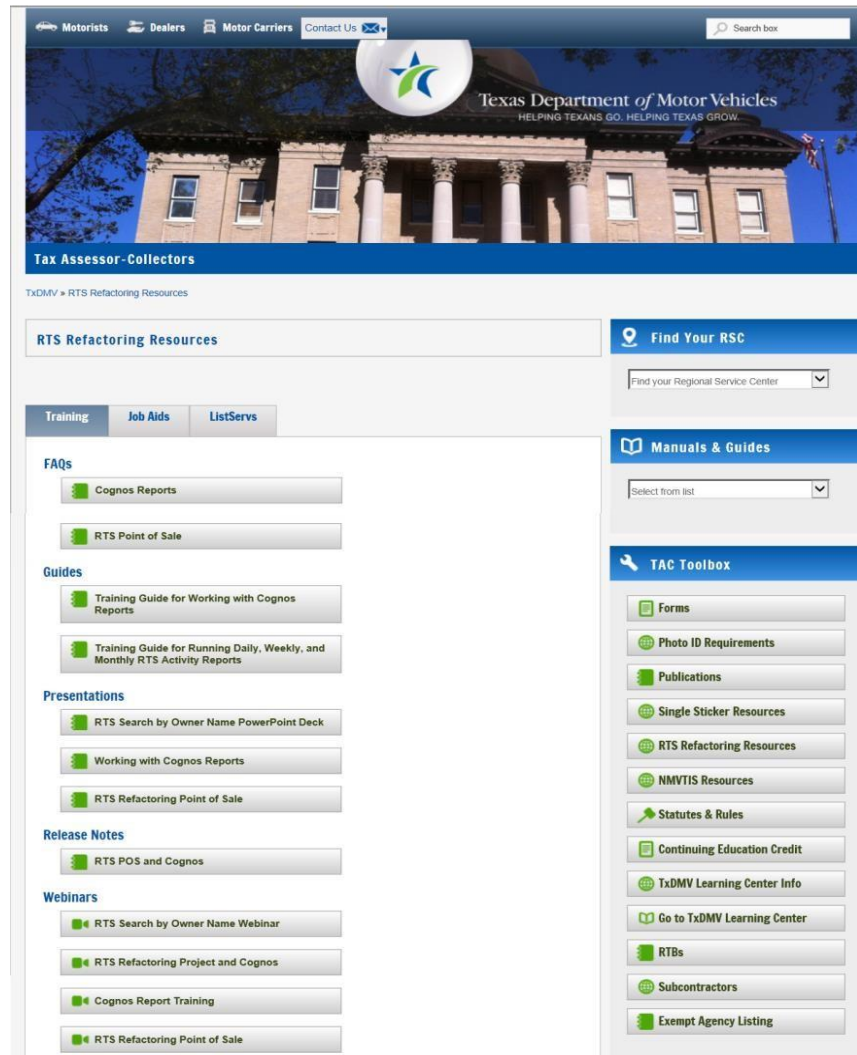 Motorists
Dealers
Motor Carriers
Contact Us
Search box
Texas Department of Motor Vehicles
HELPING TEXANS GO. HELPING TEXAS GROW.
Tax Assessor-Collectors
TxDMV » RTS Refactoring Resources
RTS Refactoring Resources
Training
Job Aids
ListServs
FAQs
Cognos Reports
RTS Point of Sale
Guides
Training Guide for Working with Cognos
Reports
Training Guide for Running Daily, Weekly, and
Monthly RTS Activity Reports
Presentations
RTS Search by Owner Name PowerPoint Deck
Working with Cognos Reports
RTS Refactoring Point of Sale
Release Notes
RTS POS and Cognos
Webinars
RTS Search by Owner Name Webinar
RTS Refactoring Project and Cognos
Cognos Report Training
RTS Refactoring Point of Sale
Find Your RSC
Find your Regional Service Center
Manuals & Guides
Select from list
TAC Toolbox
Forms
Photo ID Requirements
Publications
Single Sticker Resources
RTS Refactoring Resources
NMVTIS Resources
Statutes & Rules
Continuing Education Credit
TxDMV Learning Center Info
Go to TxDMV Learning Center
RTBs
Subcontractors
Exempt Agency Listing